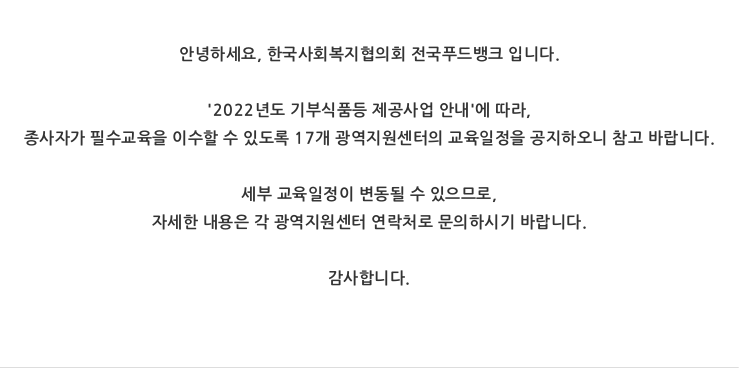 안녕하세요, 한국사회복지협의회 전국푸드뱅크 입니다.
'2022년도 기부식품등 제공사업 안내'에 따라,
종사자가 필수교육을 이수할 수 있도록 17개 광역지원센터의 교육일정을 공지하오니 참고 바랍니다.
세부 교육일정이 변동될 수 있으므로,
자세한 내용은 각 광역지원센터 연락처로 문의하시기 바랍니다.
감사합니다.